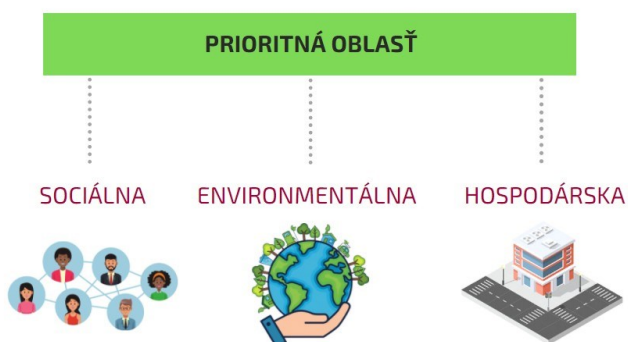 PRIORITNÁ OBLASŤ
SOCIÁLNA
ENVIRONMENTÁLNA
HOSPODÁRSKA